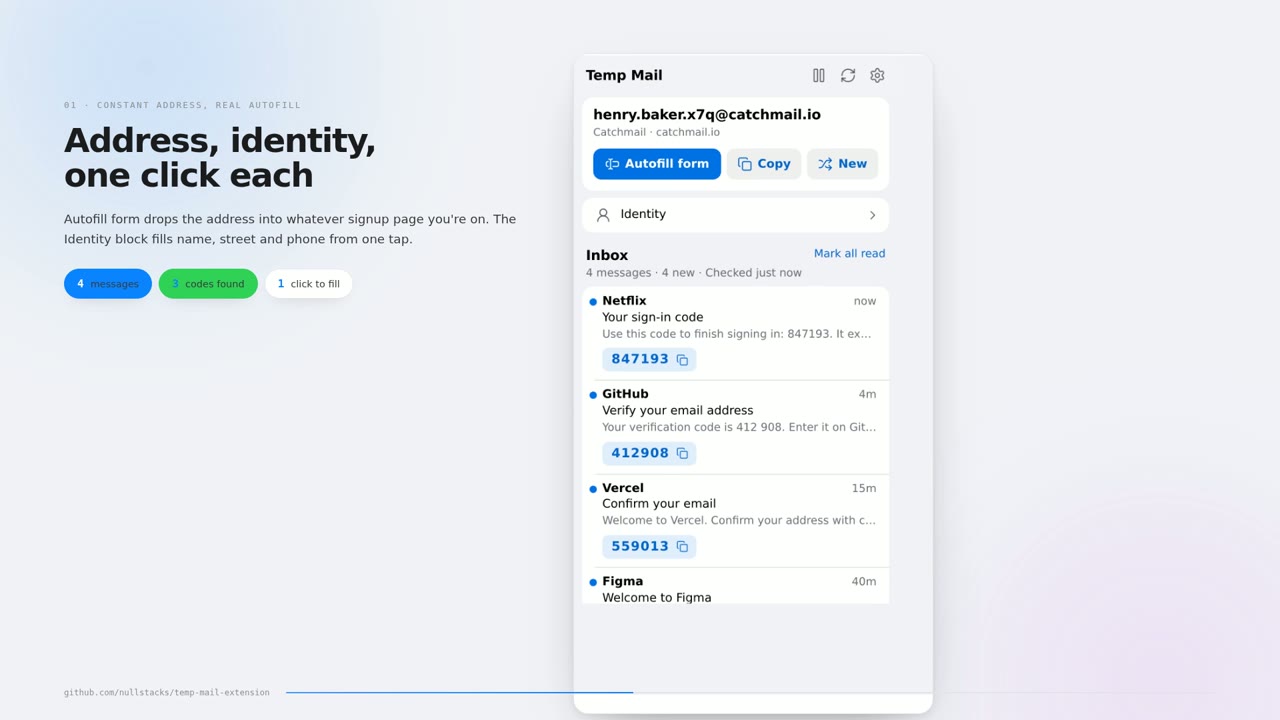 01 · CONSTANT ADDRESS, REAL AUTOFILL
Address, identity,
one click each
Autofill form drops the address into whatever signup page you're on. The
Identity block fills name, street and phone from one tap.
4 messages
3 codes found
1 click to fill
Temp Mail
henry.baker.x7q@catchmail.io
Catchmail · catchmail.io
Autofill form
Copy
New
Identity
Inbox
Mark all read
4 messages · 4 new · Checked just now
Netflix now
Your sign-in code
Use this code to finish signing in: 847193. It ex…
847193
GitHub 4m
Verify your email address
Your verification code is 412 908. Enter it on Git…
412908
Vercel 15m
Confirm your email
Welcome to Vercel. Confirm your address with c…
559013
Figma 40m
Welcome to Figma
github.com/nullstacks/temp-mail-extension